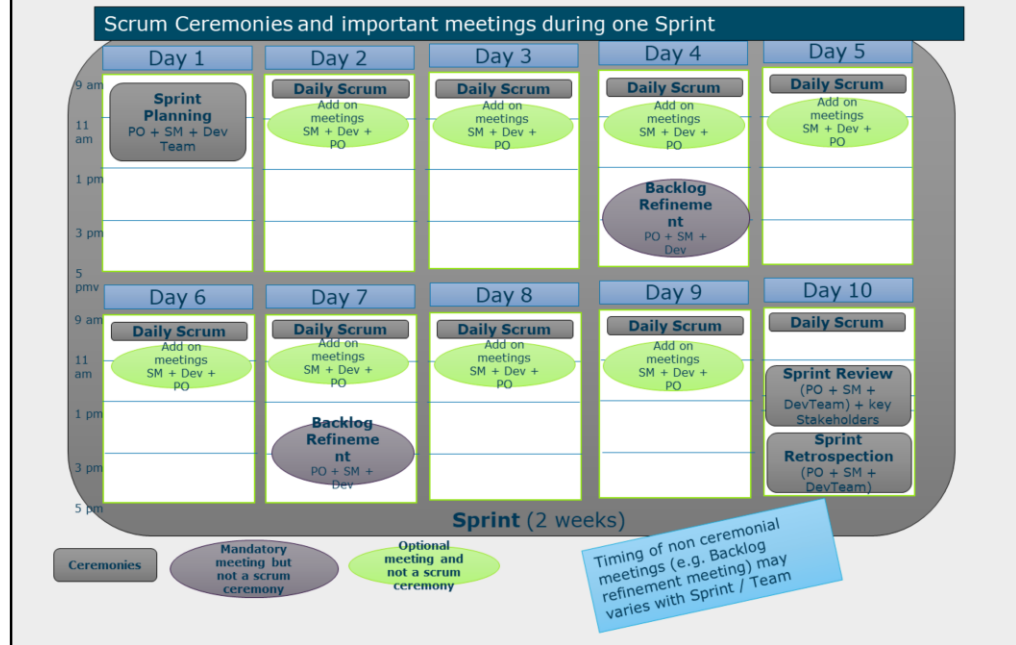 Scrum Ceremonies and important meetings during one Sprint
Day 1
Day 2
Day 3
Day 4
Day 5
9 am
11
am
1 pm
3 pm
5
pmv
Sprint
Planning
PO + SM + Dev
Team
Daily Scrum
Add on
meetings
SM + Dev +
PO
Daily Scrum
Add on
meetings
SM + Dev +
PO
Daily Scrum
Add on
meetings
SM + Dev +
PO
Backlog
Refineme
nt
PO + SM +
Dev
Daily Scrum
Add on
meetings
SM + Dev +
PO
Day 6
Day 7
Day 8
Day 9
Day 10
9 am
11
am
1 pm
3 pm
5 pm
Daily Scrum
Add on
meetings
SM + Dev +
PO
Daily Scrum
Add on
meetings
SM + Dev +
PO
Backlog
Refineme
nt
PO + SM +
Dev
Daily Scrum
Add on
meetings
SM + Dev +
PO
Daily Scrum
Add on
meetings
SM + Dev +
PO
Daily Scrum
Sprint Review
(PO + SM +
DevTeam) + key
Stakeholders
Sprint
Retrospection
(PO + SM +
DevTeam)
Sprint (2 weeks)
Ceremonies
Mandatory
meeting but
not a scrum
ceremony
Optional
meeting and
not a scrum
ceremony
Timing of non ceremonial
meetings (e.g. Backlog
refinement meeting) may
varies with Sprint / Team